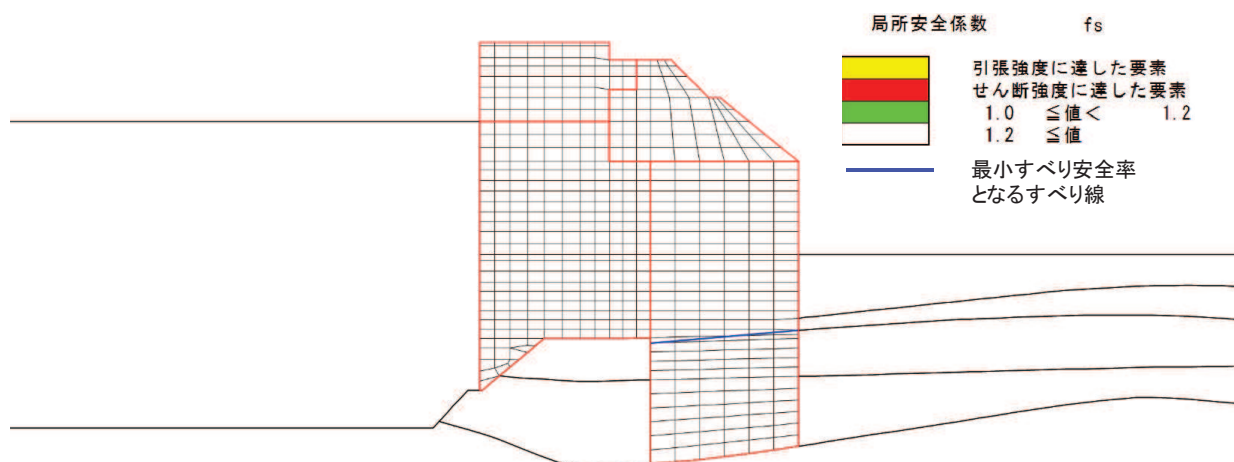 局所安全係数 fs
引張強度に達した要素
せん断強度に達した要素
1.0 ≦値< 1.2
1.2 ≦値
最小すべり安全率
となるすべり線